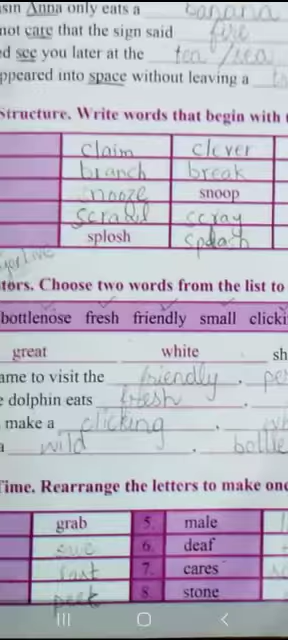 sin Anna only eats a banana
not care that the sign said fire
ed see you later at the tea / sea
ppeared into space without leaving a
Structure. Write words that begin with
claim clever
branch break
snooze snoop
splosh splash
tors. Choose two words from the list to
bottlenose fresh friendly small clicki
great white sh
ame to visit the friendly,
e dolphin eats fresh
make a clicking,
a wild, bottle
Time. Rearrange the letters to make one
grab 5. male
6. deaf
7. cares
8. stone